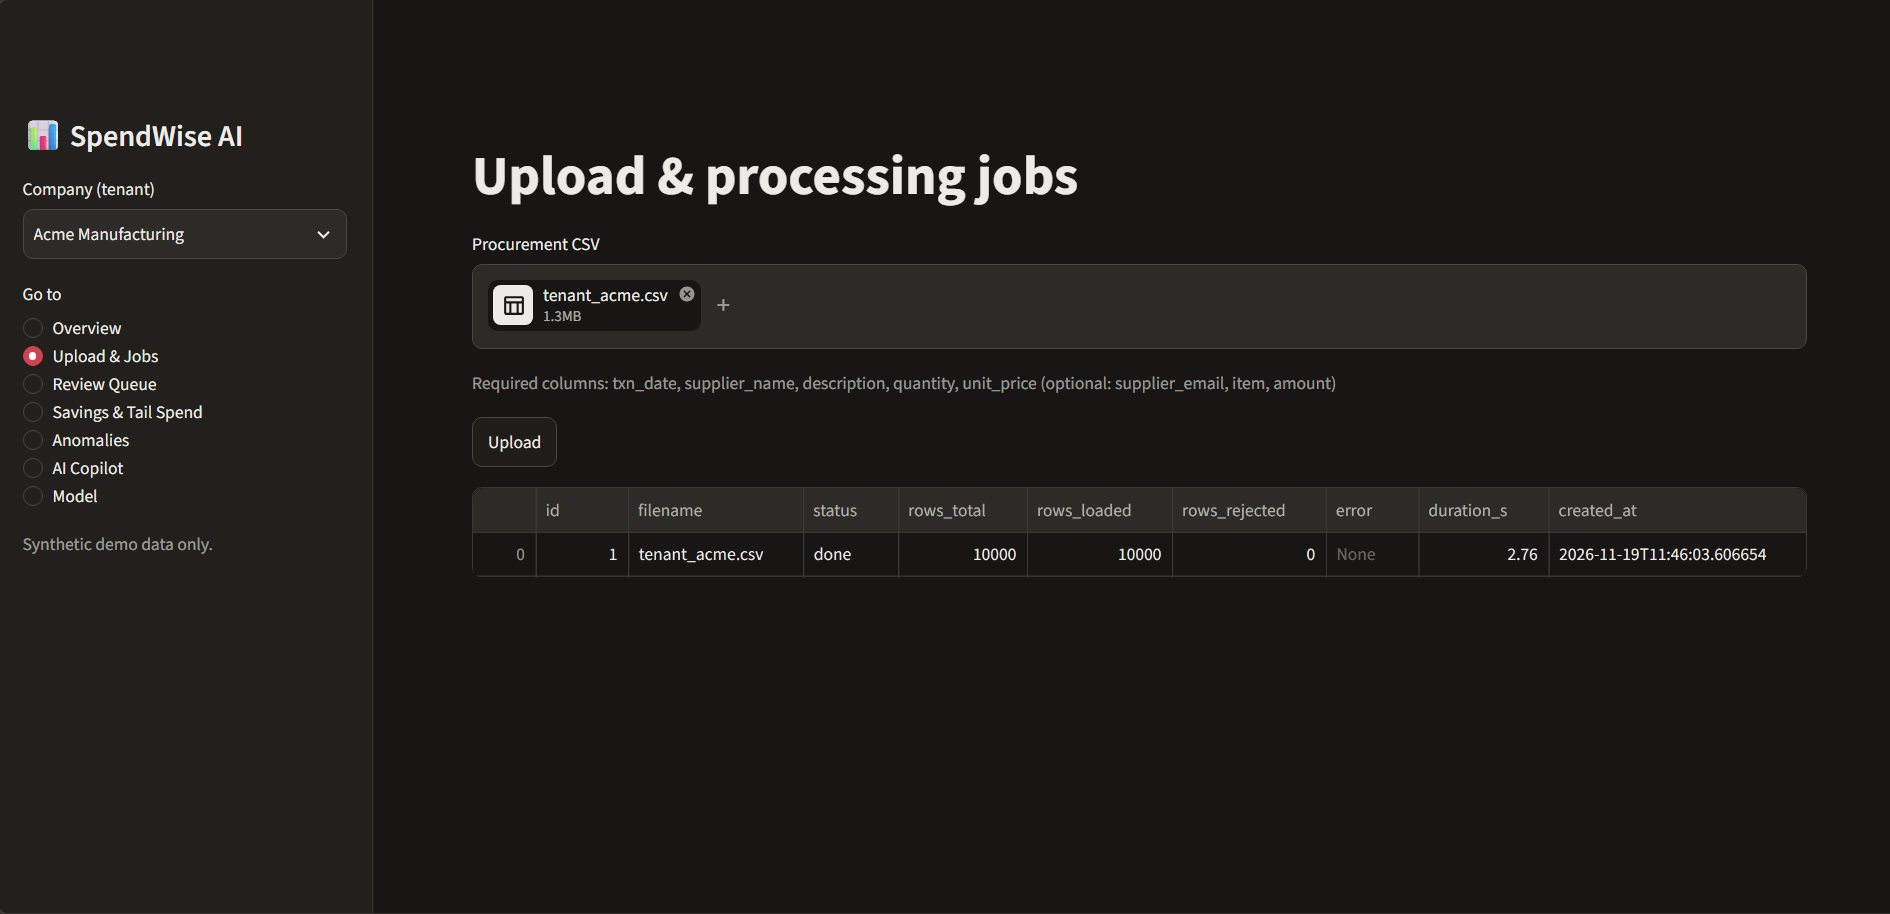 SpendWise AI
Company (tenant)
Acme Manufacturing
Go to
Overview
Upload & Jobs
Review Queue
Savings & Tail Spend
Anomalies
AI Copilot
Model
Synthetic demo data only.
Upload & processing jobs
Procurement CSV
tenant_acme.csv
1.3MB
Required columns: txn_date, supplier_name, description, quantity, unit_price (optional: supplier_email, item, amount)
Upload
id filename status rows_total rows_loaded rows_rejected error duration_s created_at
0 1 tenant_acme.csv done 10000 10000 0 None 2.76 2026-11-19T11:46:03.606654